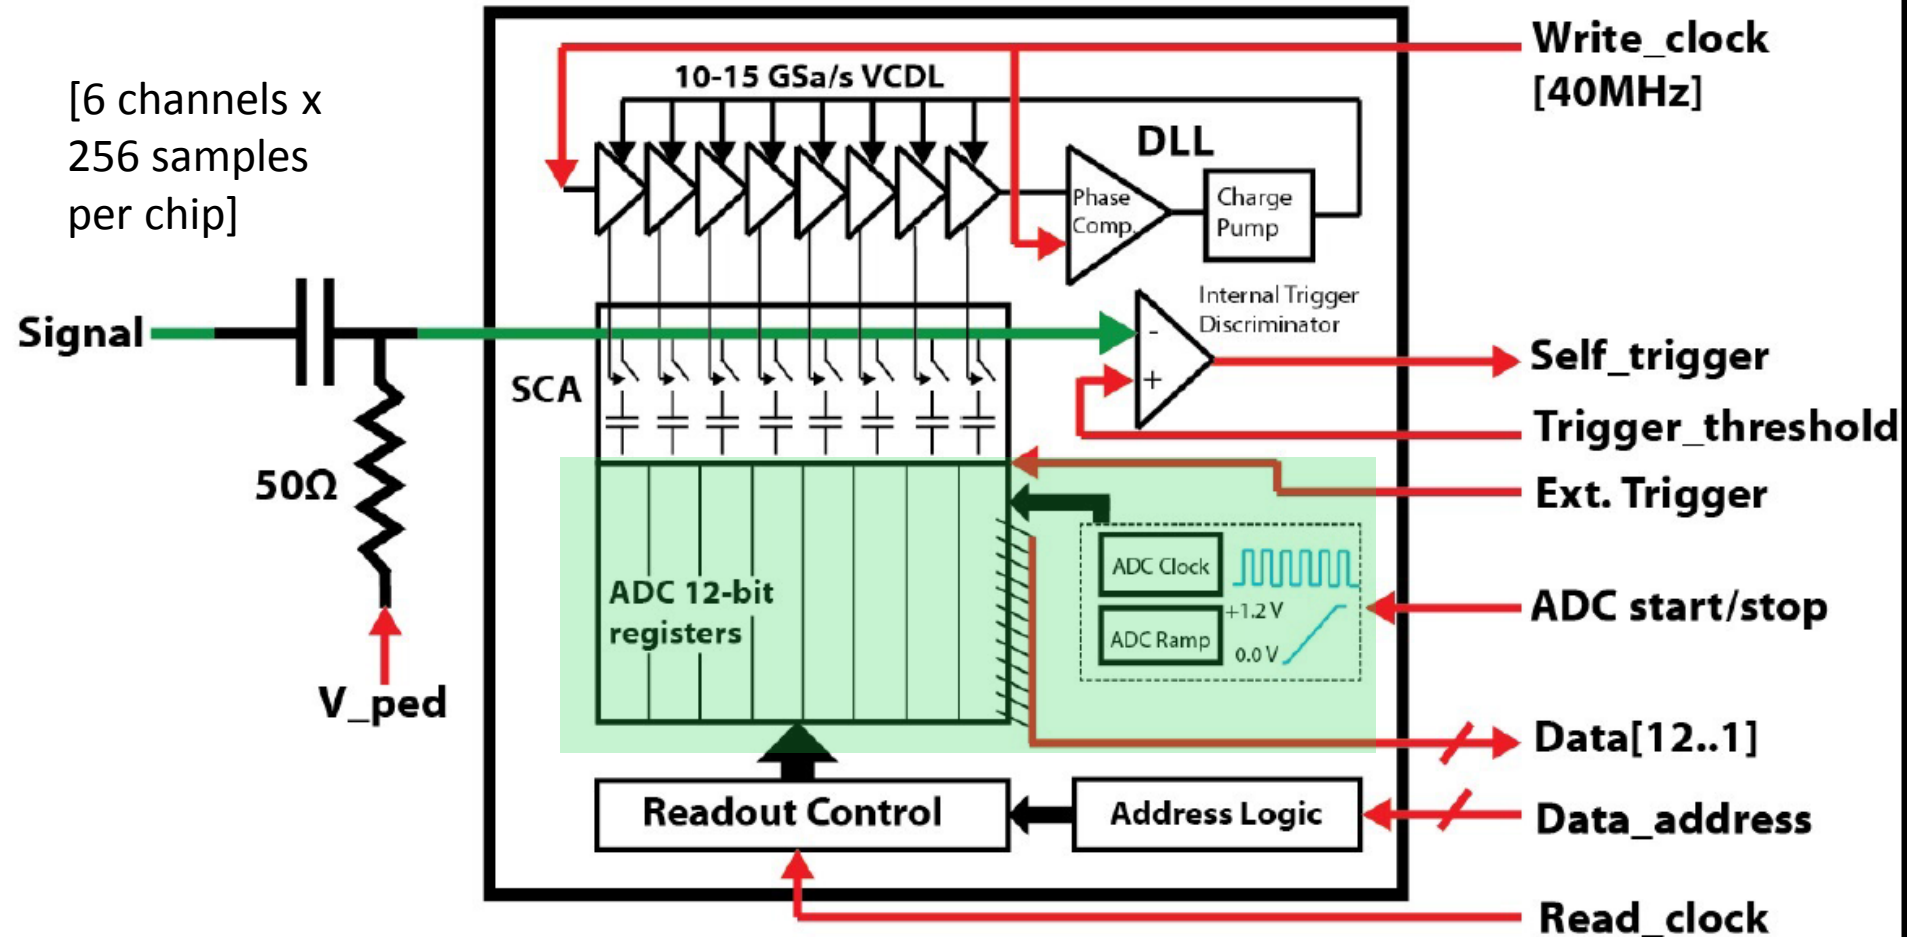 [6 channels x
256 samples
per chip]
10-15 GSa/s VCDL
Write_clock
[40MHz]
DLL
Phase
Comp.
Charge
Pump
Internal Trigger
Discriminator
Signal
-
+
Self_trigger
SCA
Trigger_threshold
50Ω
Ext. Trigger
ADC Clock
ADC 12-bit
registers
+1.2 V
ADC Ramp
0.0 V
ADC start/stop
V_ped
Data[12..1]
Readout Control
Address Logic
Data_address
Read_clock